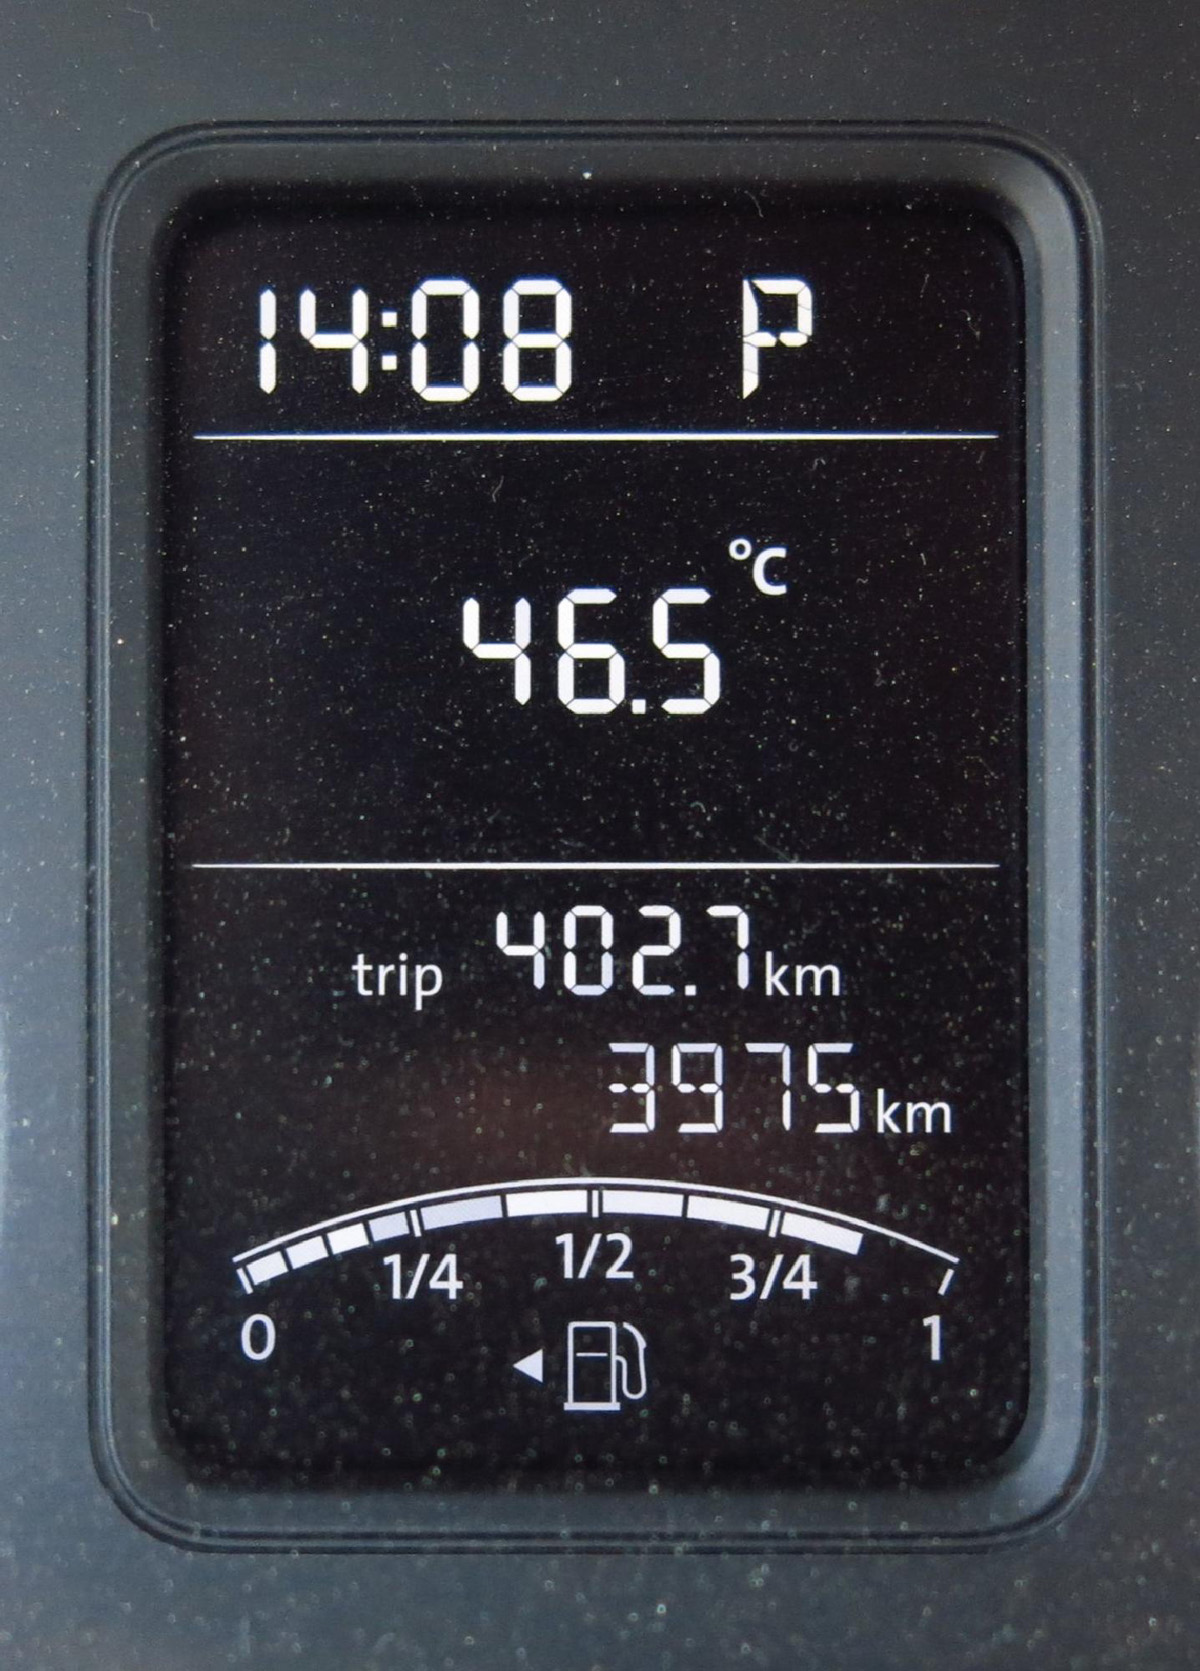 14:08 P
°C
46.5
trip 402.7 km
3975 km
0 1/4 1/2 3/4 1